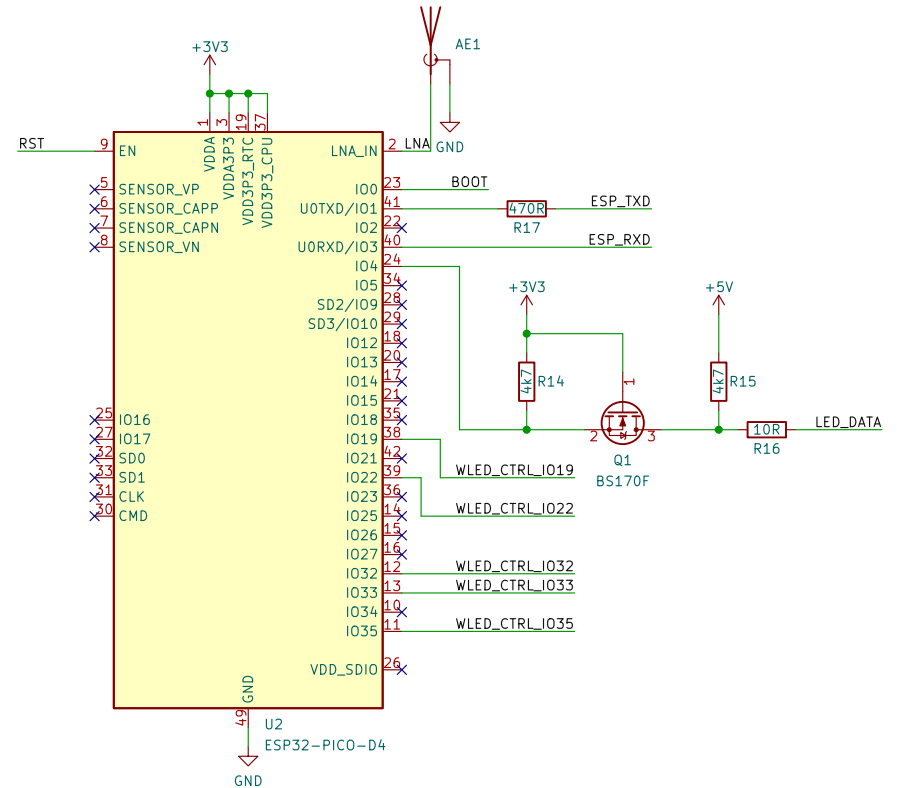 AE1
+3V3
GND
1
3
19
37
RST
9
EN
VDDA
VDDA3P3
VDD3P3_RTC
VDD3P3_CPU
LNA_IN
2
LNA
5
SENSOR_VP
6
SENSOR_CAPP
7
SENSOR_CAPN
8
SENSOR_VN
IO0
23
BOOT
U0TXD/IO1
41
470R
R17
ESP_TXD
IO2
22
U0RXD/IO3
40
ESP_RXD
IO4
24
IO5
34
SD2/IO9
28
SD3/IO10
29
IO12
18
IO13
20
IO14
17
IO15
21
IO18
35
IO19
38
IO21
42
IO22
39
IO23
36
IO25
14
IO26
15
IO27
16
IO32
12
IO33
13
IO34
10
IO35
11
VDD_SDIO
26
25
IO16
27
IO17
32
SD0
33
SD1
31
CLK
30
CMD
+3V3
4k7
R14
1
2
3
Q1
BS170F
+5V
4k7
R15
10R
R16
LED_DATA
WLED_CTRL_IO19
WLED_CTRL_IO22
WLED_CTRL_IO32
WLED_CTRL_IO33
WLED_CTRL_IO35
GND
49
U2
ESP32-PICO-D4
GND